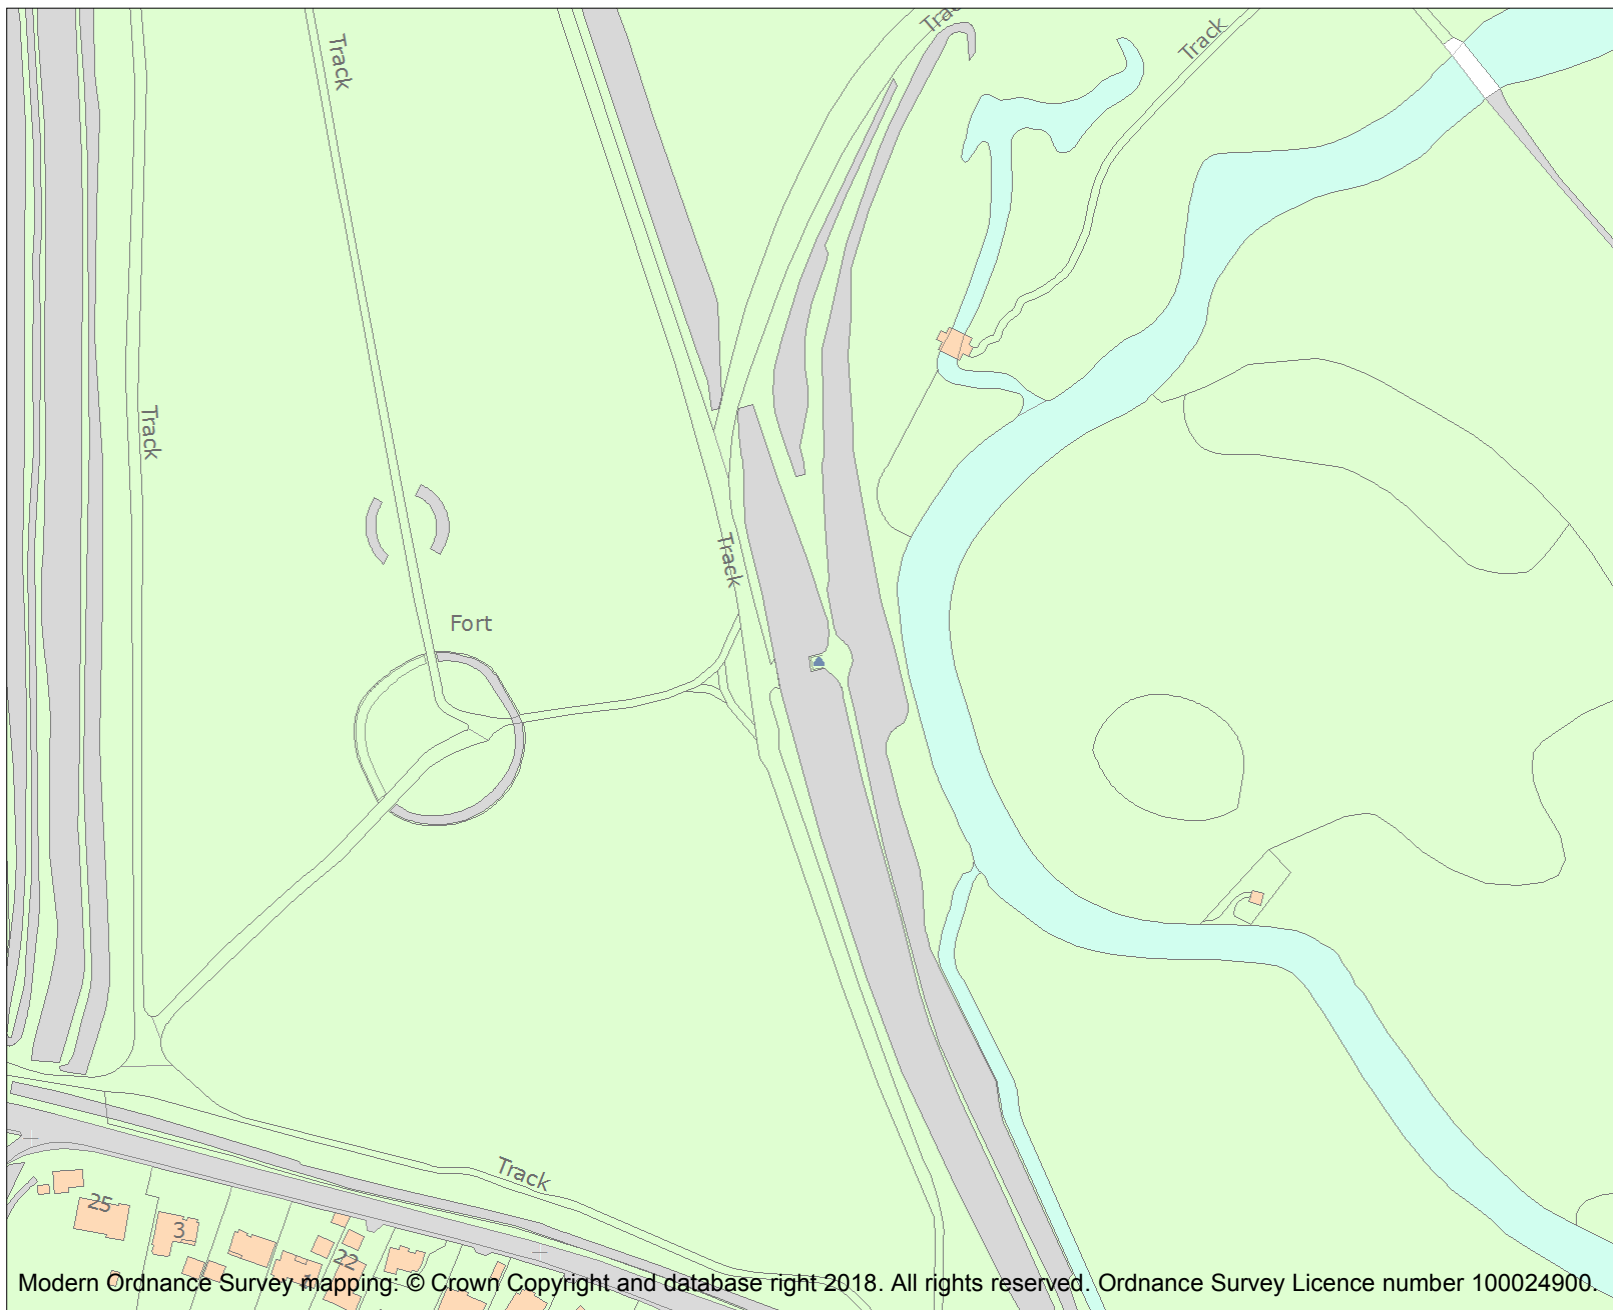 Track
Track
Track
Track
Track
Fort
Track
25
3
22
Modern Ordnance Survey mapping: © Crown Copyright and database right 2018. All rights reserved. Ordnance Survey Licence number 100024900.